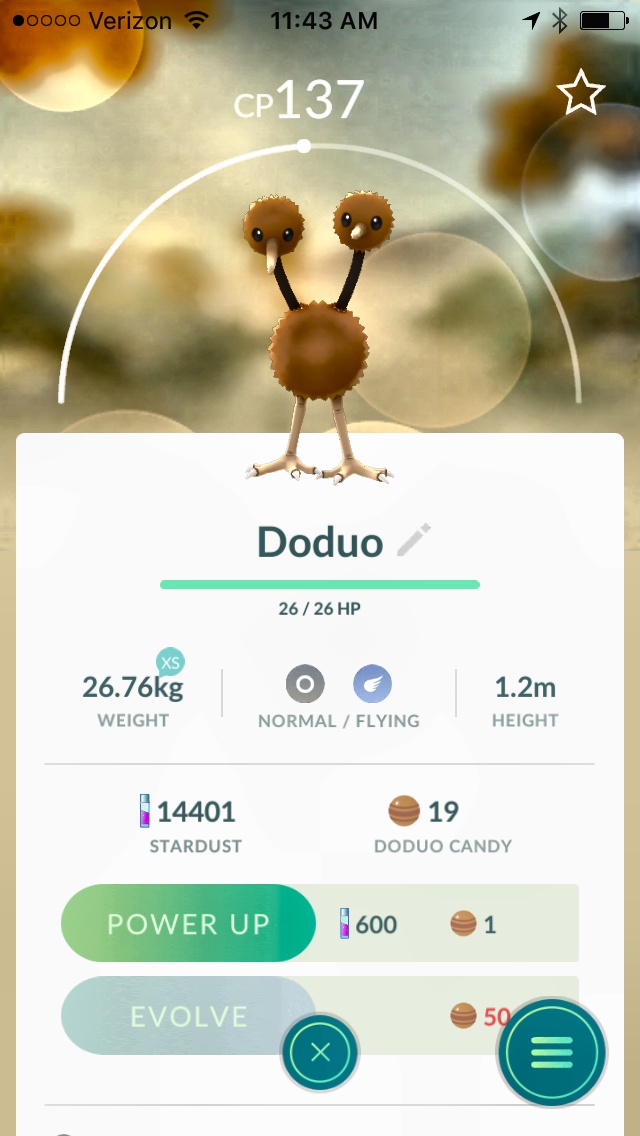 Verizon 11:43 AM
CP137
Doduo
26 / 26 HP
XS
26.76kg 1.2m
WEIGHT NORMAL / FLYING HEIGHT
14401 19
STARDUST DODUO CANDY
POWER UP 600 1
EVOLVE 50